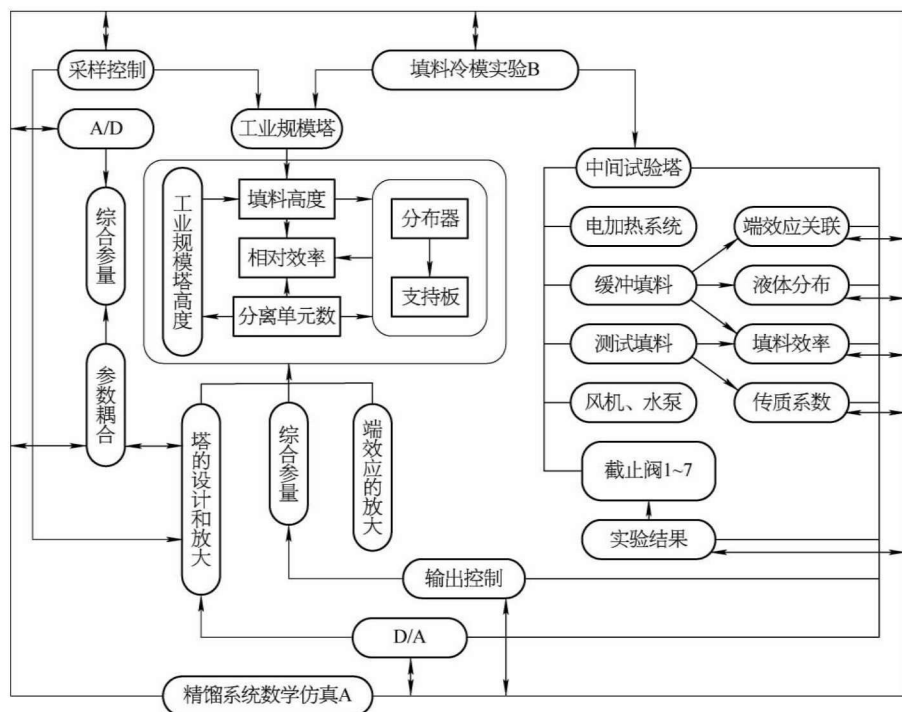 采样控制
填料冷模实验B
A/D
工业规模塔
中间试验塔
综合参量
工业规模塔高度
填料高度
分布器
电加热系统
端效应关联
相对效率
缓冲填料
液体分布
支持板
分离单元数
测试填料
填料效率
参数耦合
风机、水泵
传质系数
塔的设计和放大
综合参量
端效应的放大
截止阀1~7
实验结果
输出控制
D/A
精馏系统数学仿真A